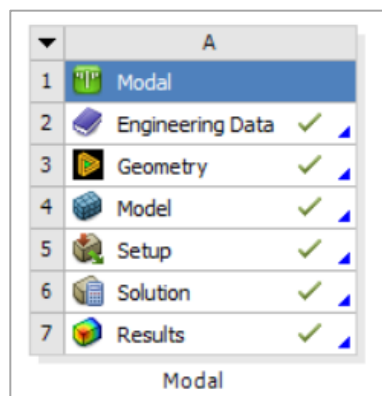 A
1 Modal
2 Engineering Data
3 Geometry
4 Model
5 Setup
6 Solution
7 Results
Modal